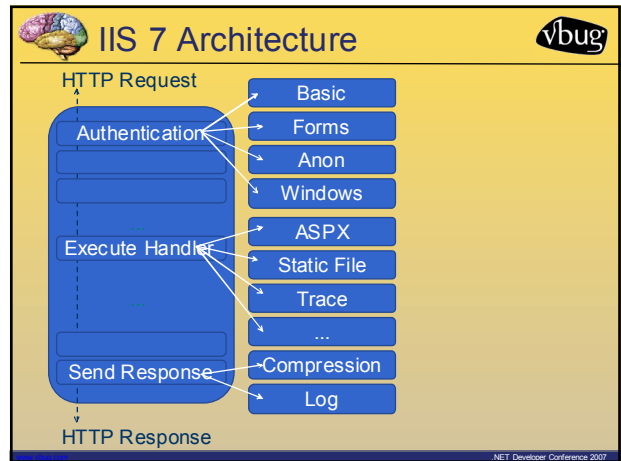 IIS 7 Architecture
vbug
HTTP Request
Authentication
...
Execute Handler
...
Send Response
HTTP Response
Basic
Forms
Anon
Windows
ASPX
Static File
Trace
...
Compression
Log
.NET Developer Conference 2007